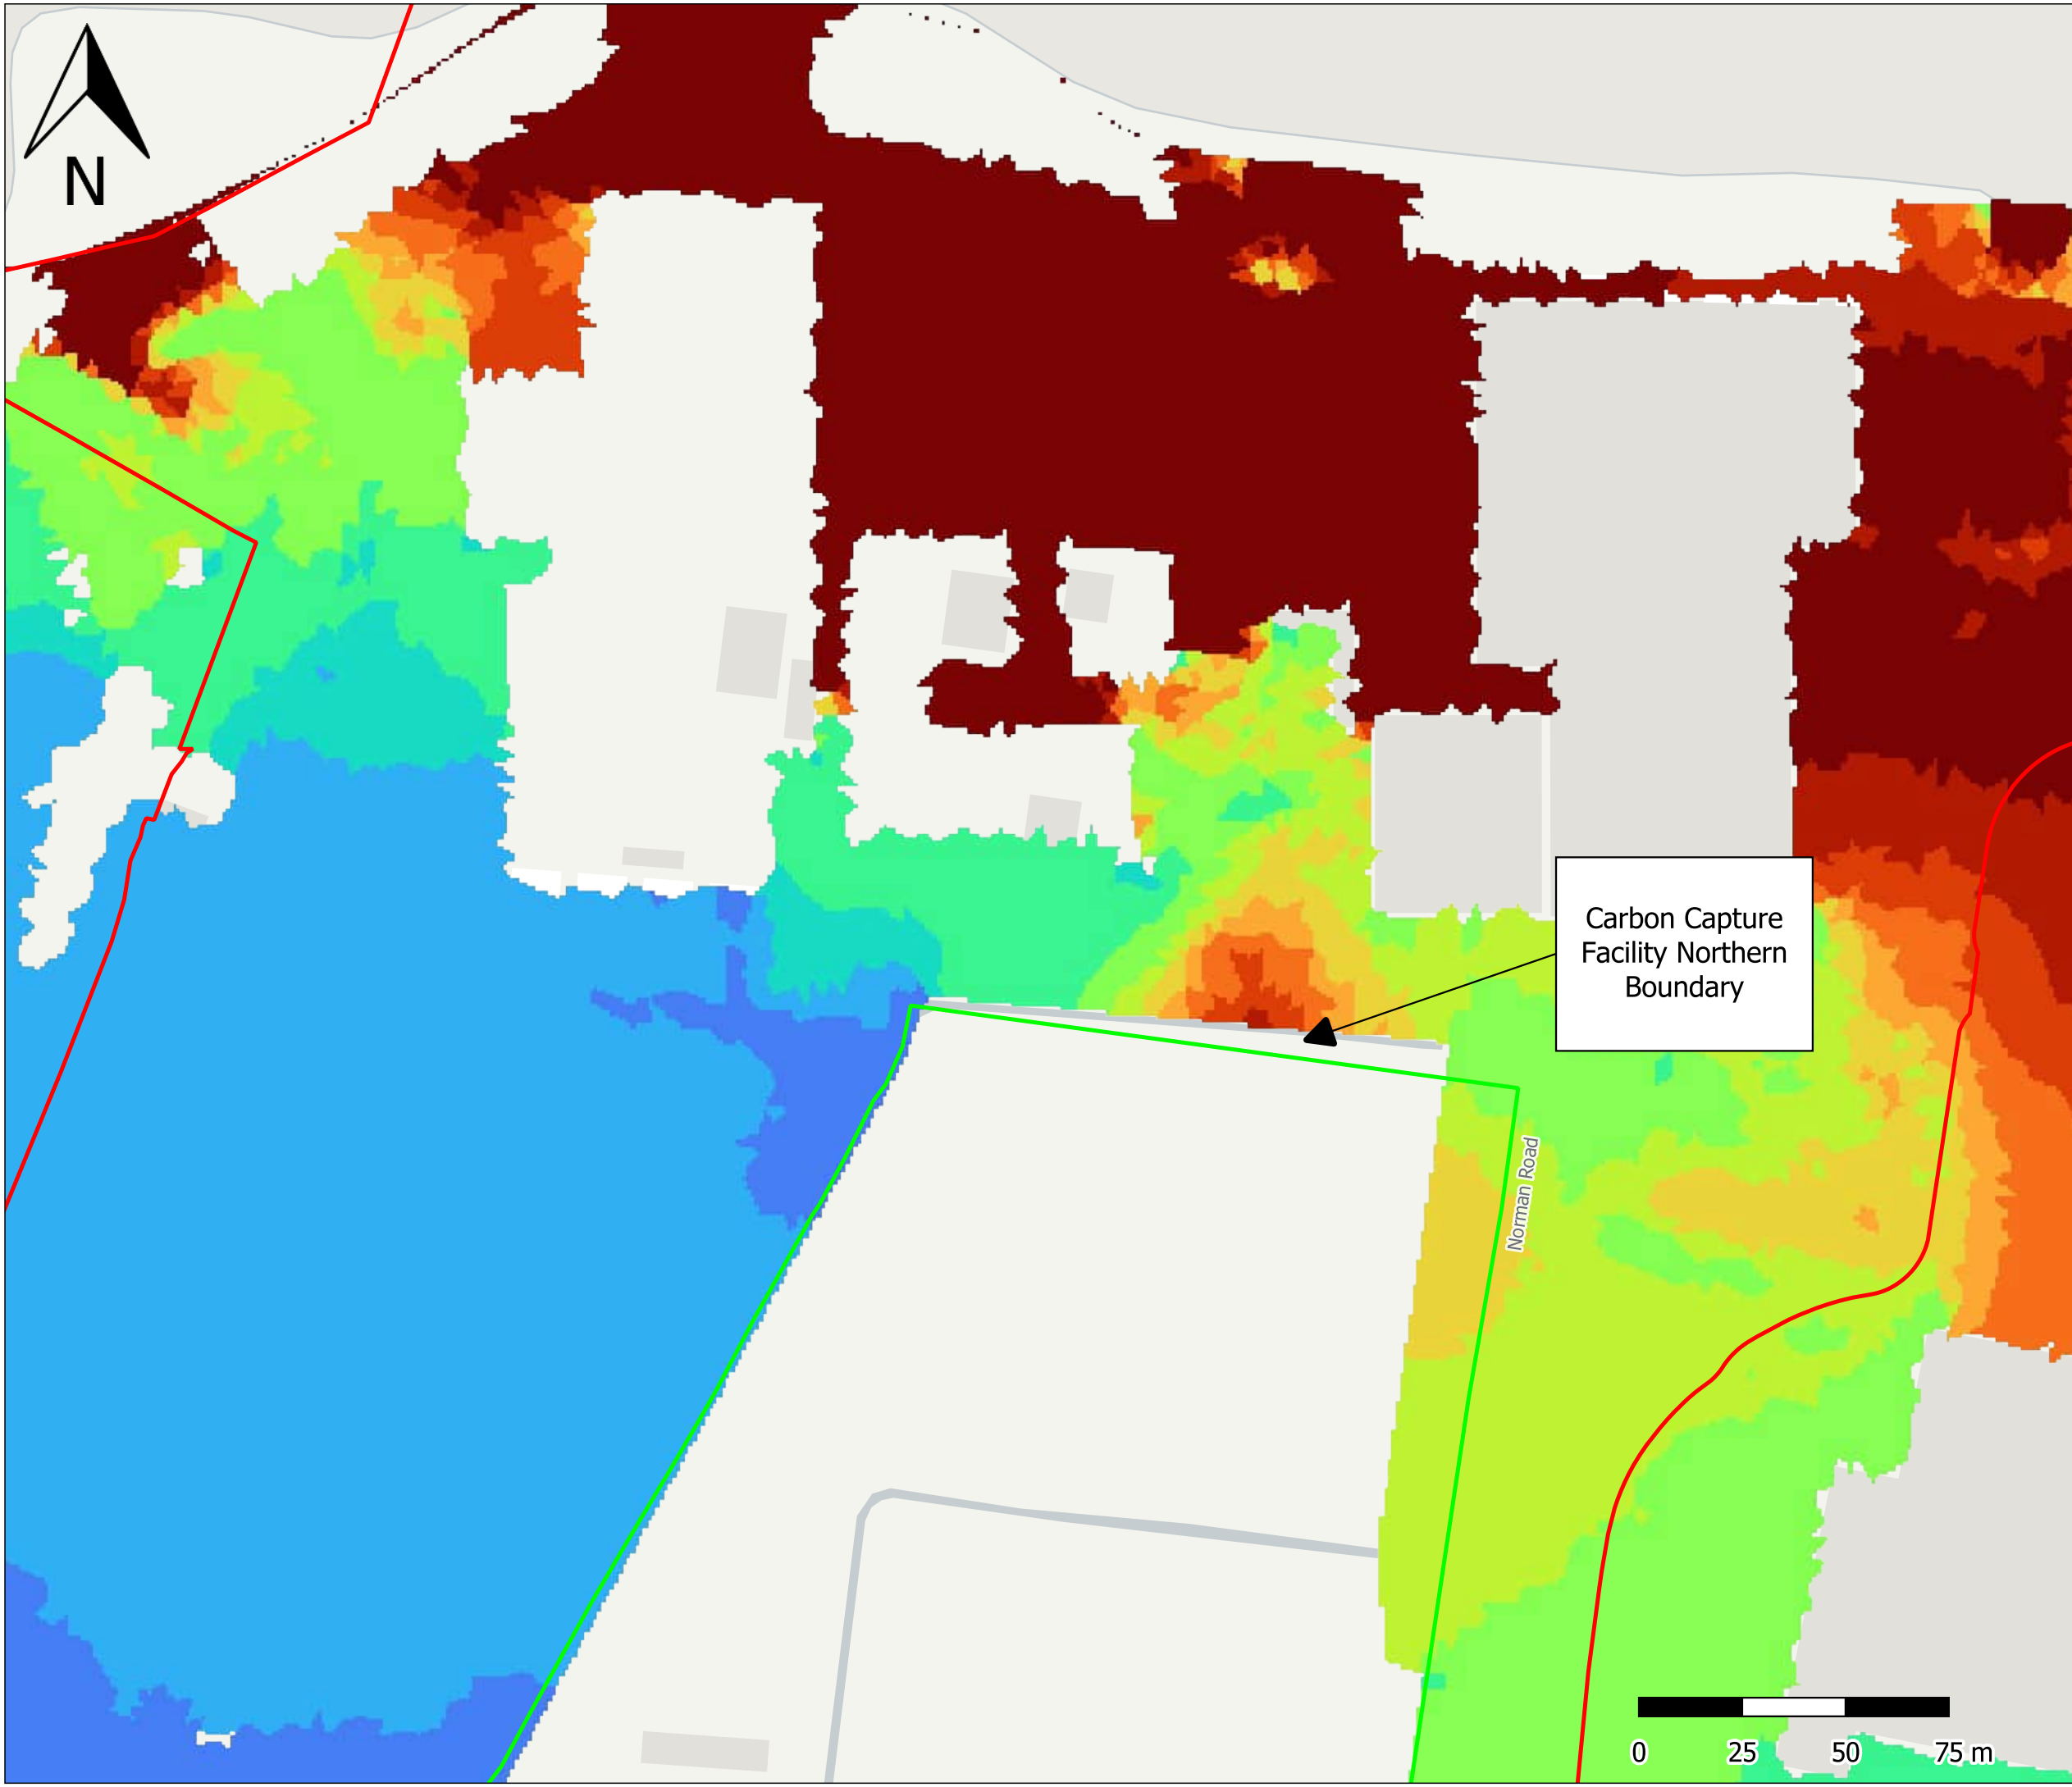 N
Carbon Capture
Facility Northern
Boundary
Norman Road
0 25 50 75 m